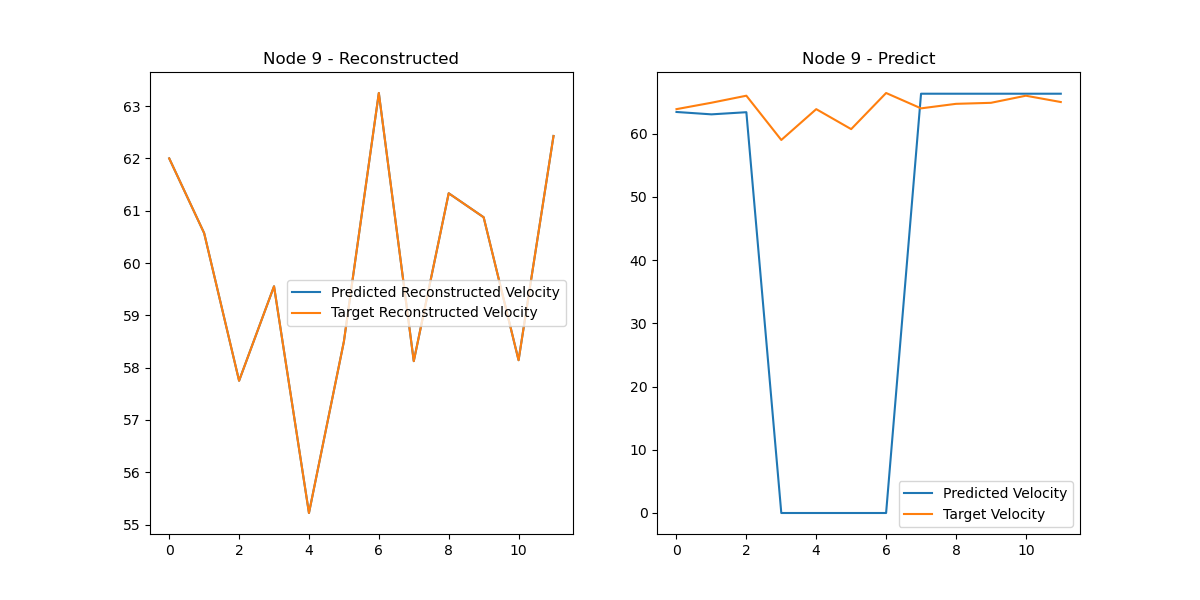 Node 9 - Reconstructed
63
62
61
60
59
58
57
56
55
0 2 4 6 8 10
Predicted Reconstructed Velocity
Target Reconstructed Velocity
Node 9 - Predict
60
50
40
30
20
10
0
0 2 4 6 8 10
Predicted Velocity
Target Velocity